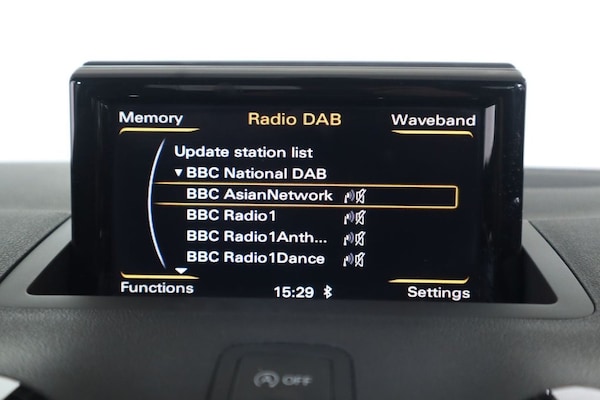 Memory
Radio DAB
Waveband
Update station list
BBC National DAB
BBC AsianNetwork
BBC Radio1
BBC Radio1Anth...
BBC Radio1Dance
Functions
15:29
Settings
OFF